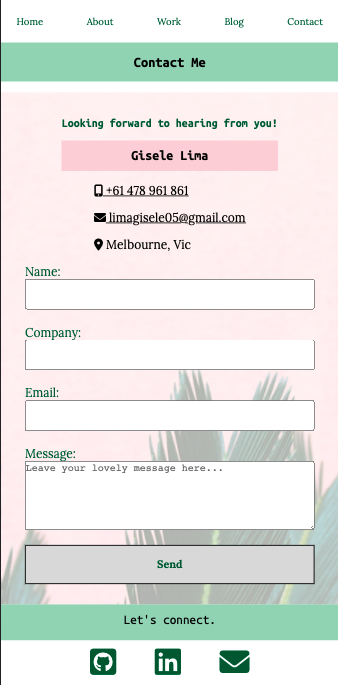 Home About Work Blog Contact
Contact Me
Looking forward to hearing from you!
Gisele Lima
+61 478 961 861
limagisele05@gmail.com
Melbourne, Vic
Name:
Company:
Email:
Message:
Leave your lovely message here...
Send
Let's connect.
in